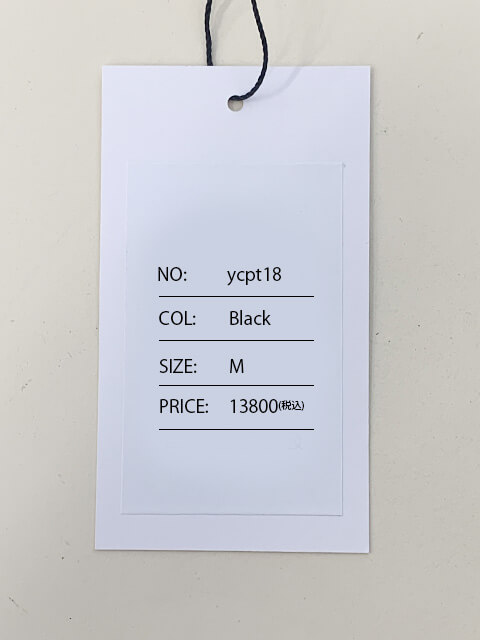 NO: ycpt18
COL: Black
SIZE: M
PRICE: 13800(税込)